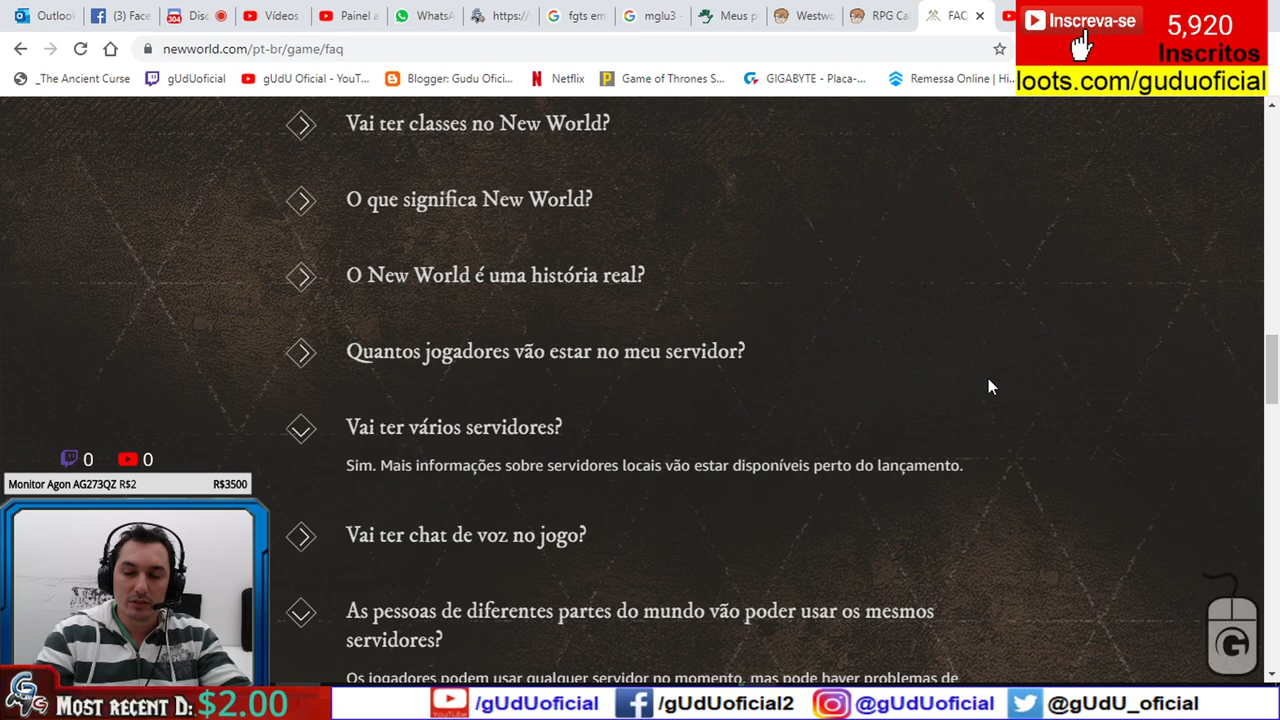 Outloo
(3) Face
304
Disc
Vídeos
Painel a
WhatsA
https:/
fgts em
mglu3 -
Meus p
Westwo
RPG Ca
FAQ
Inscreva-se
5,920
Inscritos
loots.com/guduoficial
newworld.com/pt-br/game/faq
_The Ancient Curse
gUdUoficial
gUdU Oficial - YouT...
Blogger: Gudu Ofici...
Netflix
Game of Thrones S...
GIGABYTE - Placa-...
Remessa Online | Hi...
Vai ter classes no New World?
O que significa New World?
O New World é uma história real?
Quantos jogadores vão estar no meu servidor?
Vai ter vários servidores?
Sim. Mais informações sobre servidores locais vão estar disponíveis perto do lançamento.
0 0
Monitor Agon AG273QZ R$2 R$3500
Vai ter chat de voz no jogo?
As pessoas de diferentes partes do mundo vão poder usar os mesmos
servidores?
Os jogadores podem usar qualquer servidor no momento, mas pode haver problemas de
Most recent D: $2.00
/gUdUoficial
/gUdUoficial2
@gUdUoficial
@gUdU_oficial